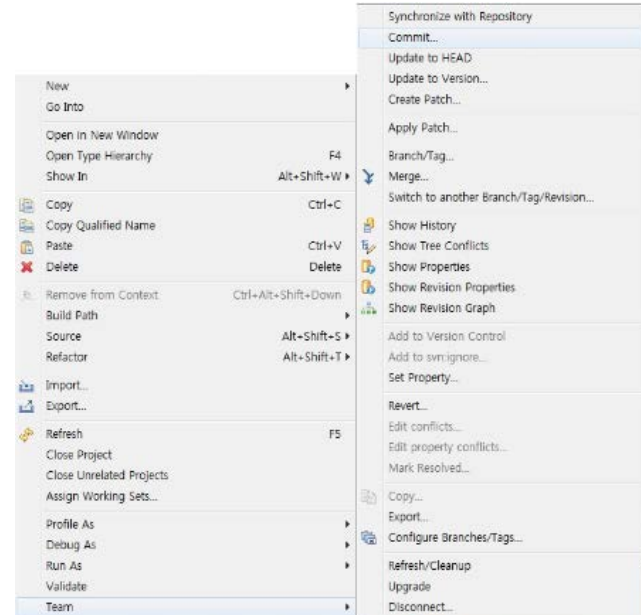 New
Go Into
Open in New Window
Open Type Hierarchy F4
Show In Alt+Shift+W
Copy Ctrl+C
Copy Qualified Name
Paste Ctrl+V
Delete Delete
Remove from Context Ctrl+Alt+Shift+Down
Build Path
Source Alt+Shift+S
Refactor Alt+Shift+T
Import...
Export...
Refresh F5
Close Project
Close Unrelated Projects
Assign Working Sets...
Profile As
Debug As
Run As
Validate
Team
Synchronize with Repository
Commit...
Update to HEAD
Update to Version...
Create Patch...
Apply Patch...
Branch/Tag...
Merge...
Switch to another Branch/Tag/Revision...
Show History
Show Tree Conflicts
Show Properties
Show Revision Properties
Show Revision Graph
Add to Version Control
Add to svn:ignore...
Set Property...
Revert...
Edit conflicts...
Edit property conflicts...
Mark Resolved...
Copy...
Export...
Configure Branches/Tags...
Refresh/Cleanup
Upgrade
Disconnect...